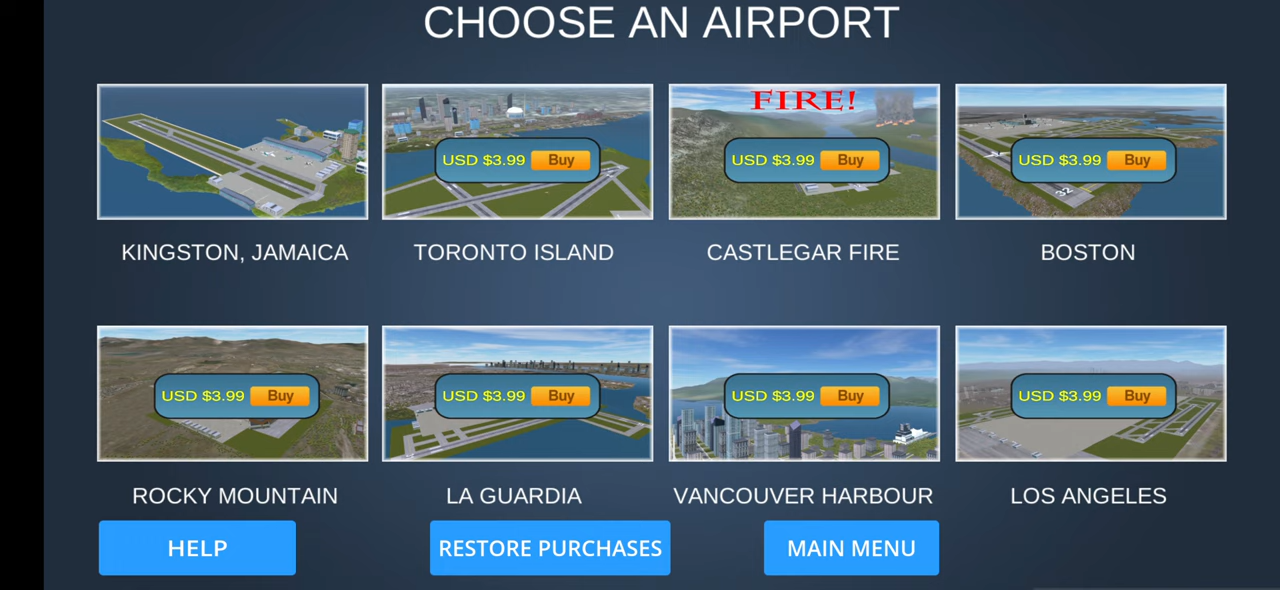 CHOOSE AN AIRPORT
FIRE!
USD $3.99 Buy
USD $3.99 Buy
USD $3.99 Buy
32
KINGSTON, JAMAICA
TORONTO ISLAND
CASTLEGAR FIRE
BOSTON
USD $3.99 Buy
USD $3.99 Buy
USD $3.99 Buy
USD $3.99 Buy
ROCKY MOUNTAIN
LA GUARDIA
VANCOUVER HARBOUR
LOS ANGELES
HELP
RESTORE PURCHASES
MAIN MENU